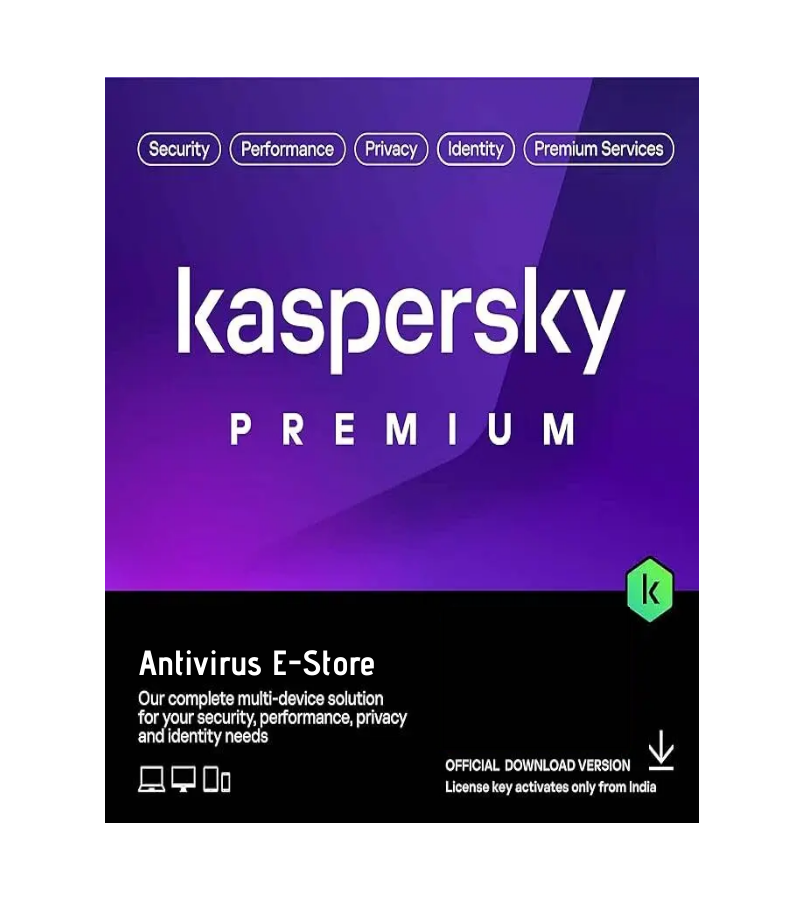 Security Performance Privacy Identity Premium Services
kaspersky
PREMIUM
k
Antivirus E-Store
Our complete multi-device solution
for your security, performance, privacy
and identity needs
OFFICIAL DOWNLOAD VERSION
License key activates only from India